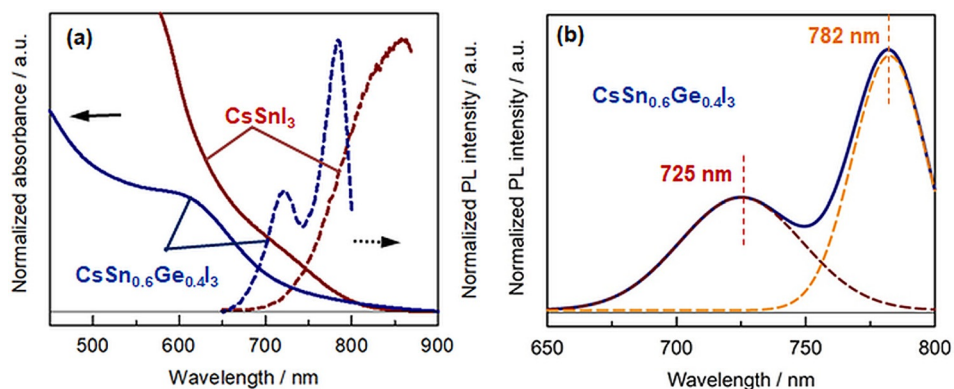 (a)
Normalized absorbance / a.u.
CsSnI₃
CsSn₀.₆Ge₀.₄I₃
Normalized PL intensity / a.u.
500 600 700 800 900
Wavelength / nm
(b)
782 nm
CsSn₀.₆Ge₀.₄I₃
725 nm
Normalized PL intensity / a.u.
650 700 750 800
Wavelength / nm